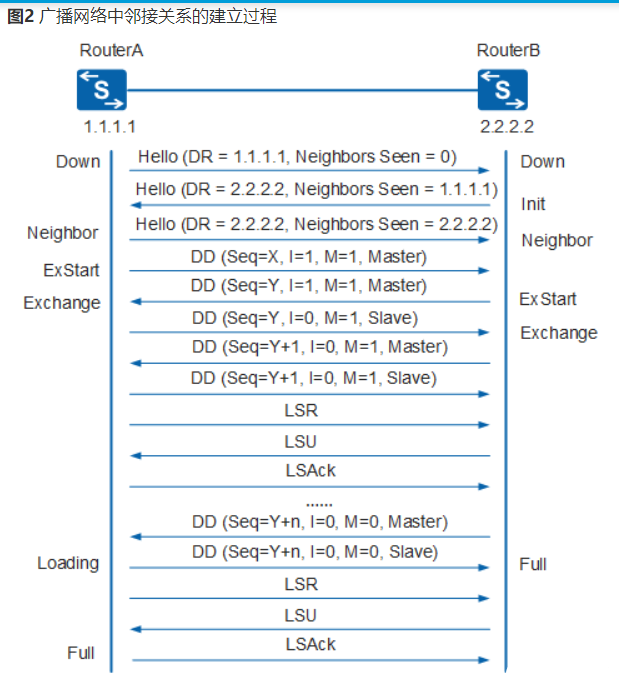 图2 广播网络中邻接关系的建立过程
RouterA
RouterB
S
S
1.1.1.1
2.2.2.2
Down
Hello (DR = 1.1.1.1, Neighbors Seen = 0)
Down
Hello (DR = 2.2.2.2, Neighbors Seen = 1.1.1.1)
Init
Neighbor
Hello (DR = 2.2.2.2, Neighbors Seen = 2.2.2.2)
Neighbor
ExStart
DD (Seq=X, I=1, M=1, Master)
Exchange
DD (Seq=Y, I=1, M=1, Master)
ExStart
DD (Seq=Y, I=0, M=1, Slave)
Exchange
DD (Seq=Y+1, I=0, M=1, Master)
DD (Seq=Y+1, I=0, M=1, Slave)
LSR
LSU
LSAck
......
DD (Seq=Y+n, I=0, M=0, Master)
Loading
DD (Seq=Y+n, I=0, M=0, Slave)
Full
LSR
LSU
LSAck
Full